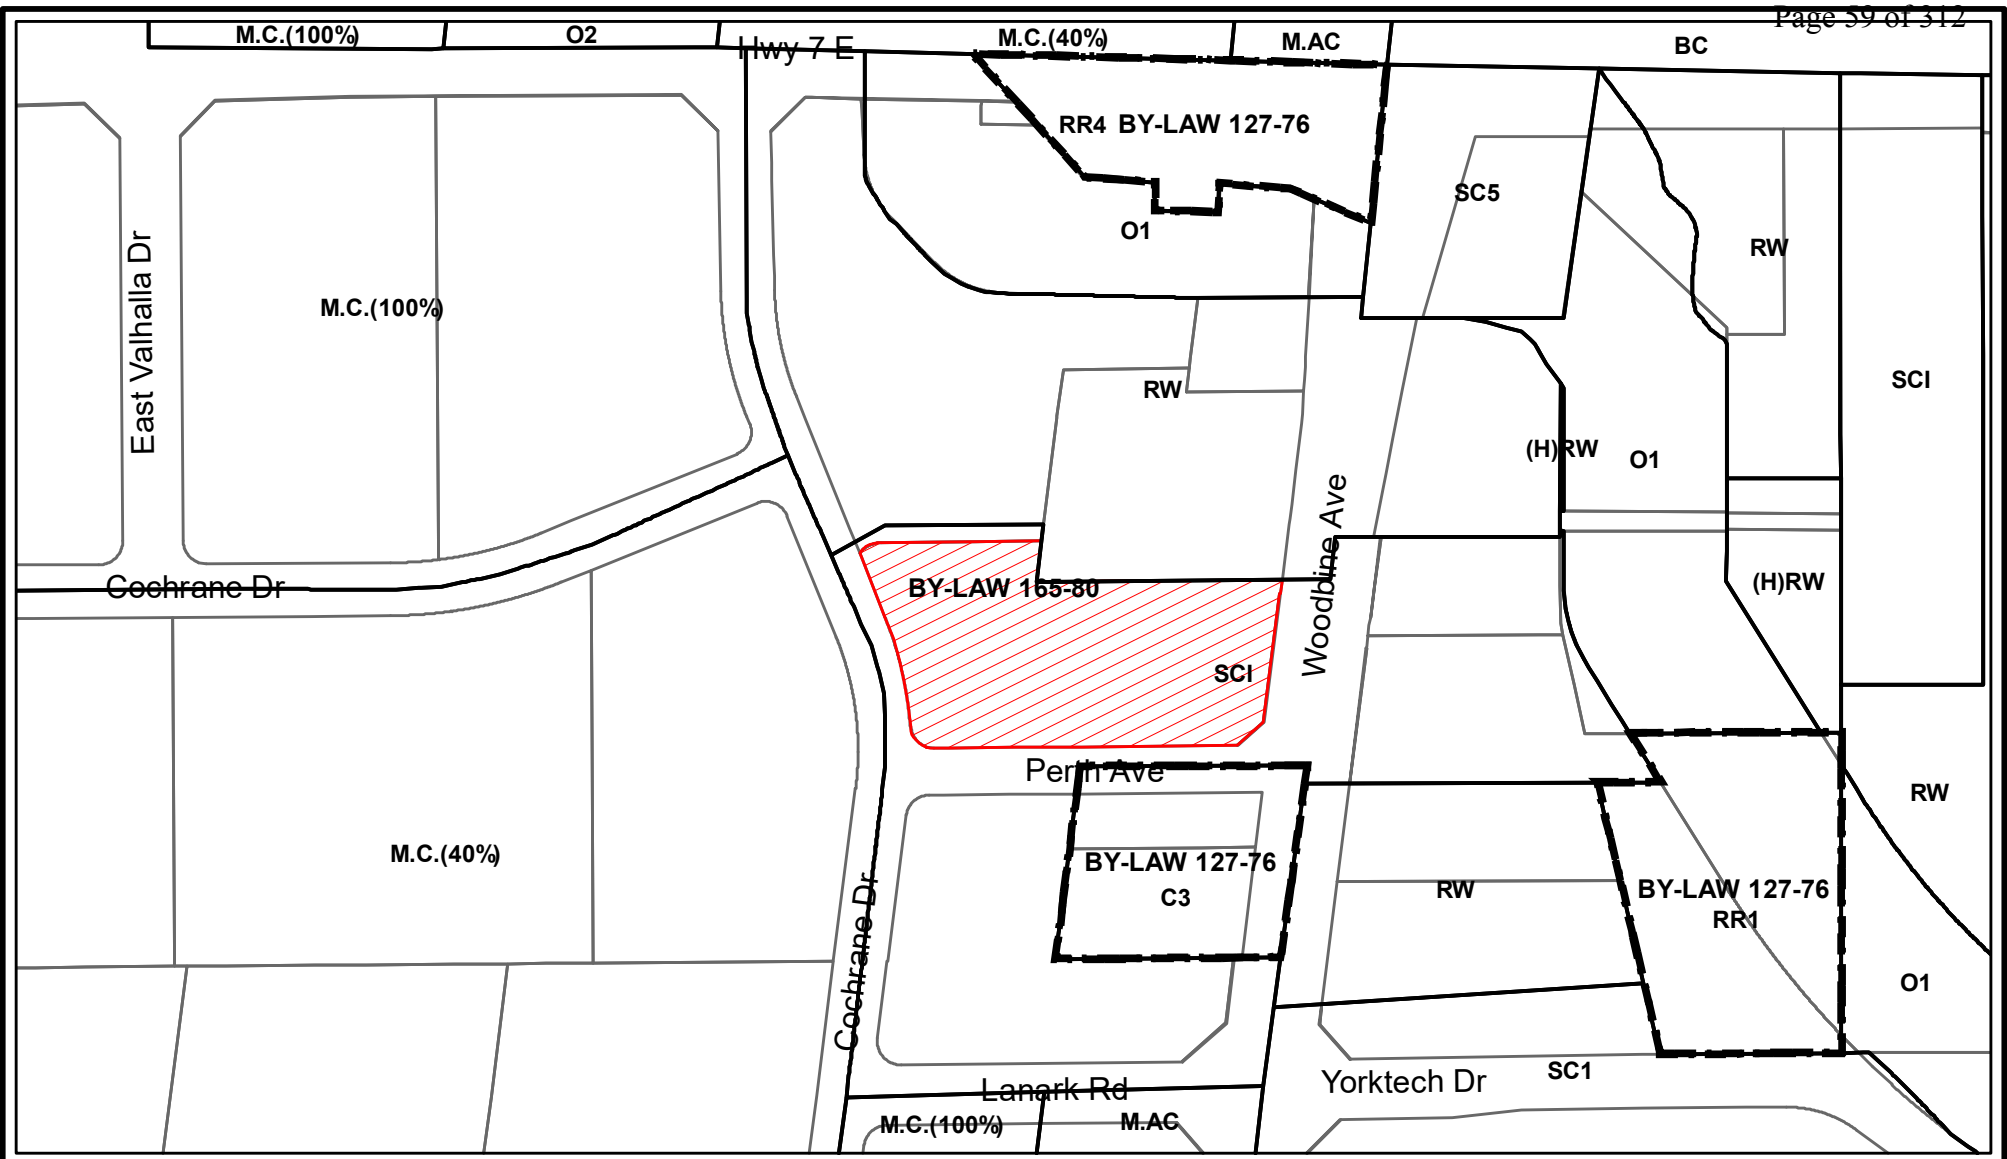 Page 59 of 312
M.C.(100%)
O2
Hwy 7 E
M.C.(40%)
M.AC
BC
RR4 BY-LAW 127-76
SC5
O1
RW
East Valhalla Dr
M.C.(100%)
RW
SCI
(H)RW
O1
Woodbine Ave
Cochrane Dr
BY-LAW 165-80
(H)RW
SCI
Perth Ave
RW
M.C.(40%)
BY-LAW 127-76
C3
RW
BY-LAW 127-76
RR1
Cochrane Dr
O1
Lanark Rd
Yorktech Dr
SC1
M.C.(100%)
M.AC